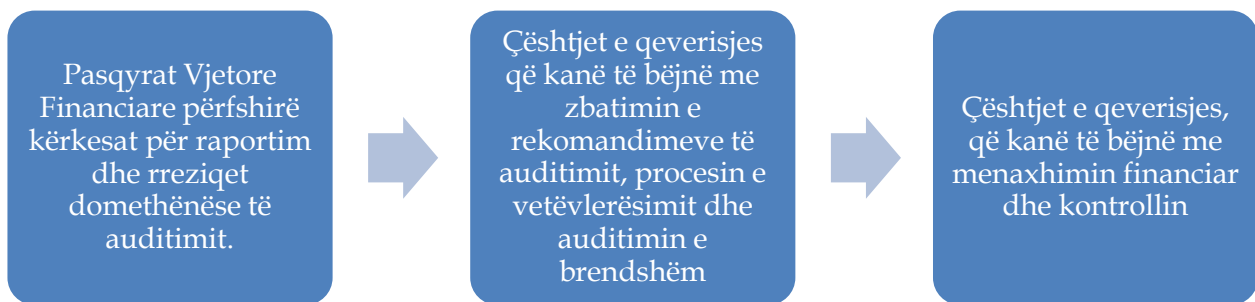 Pasqyrat Vjetore
Financiare përfshirë
kërkesat për raportim
dhe rreziqet
domethënëse të
auditimit.
Çështjet e qeverisjes
që kanë të bëjnë me
zbatimin e
rekomandimeve të
auditimit, procesin e
vetëvlerësimit dhe
auditimin e
brendshëm
Çështjet e qeverisjes,
që kanë të bëjnë me
menaxhimin financiar
dhe kontrollin